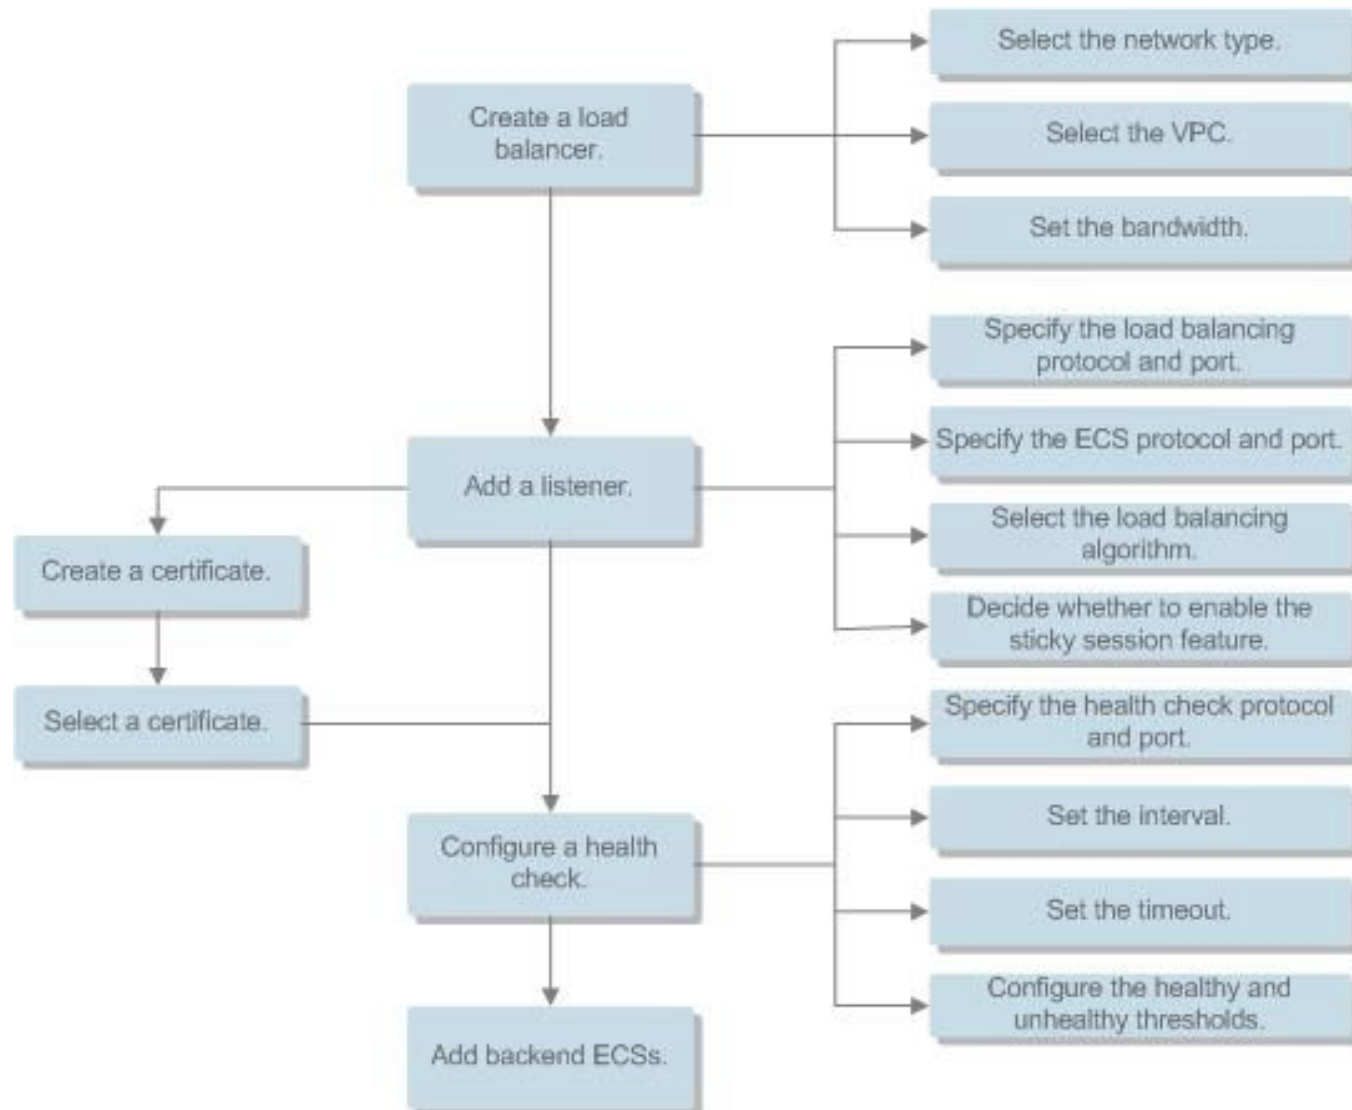 Create a load
balancer.
Select the network type.
Select the VPC.
Set the bandwidth.
Add a listener.
Specify the load balancing
protocol and port.
Specify the ECS protocol and port.
Select the load balancing
algorithm.
Decide whether to enable the
sticky session feature.
Create a certificate.
Select a certificate.
Configure a health
check.
Specify the health check protocol
and port.
Set the interval.
Set the timeout.
Configure the healthy and
unhealthy thresholds.
Add backend ECSs.